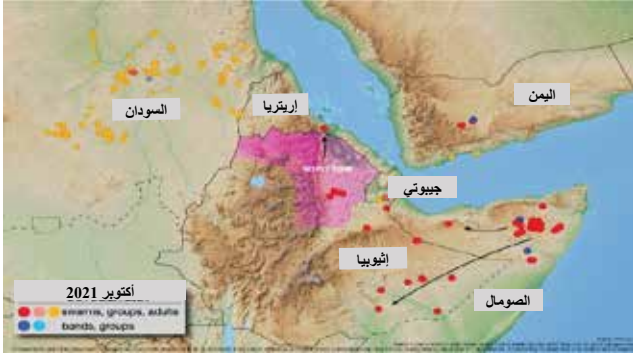 اليمن
إريتريا
السودان
جيبوتي
إثيوبيا
الصومال
أكتوبر 2021
swarms, groups, adults
bands, groups